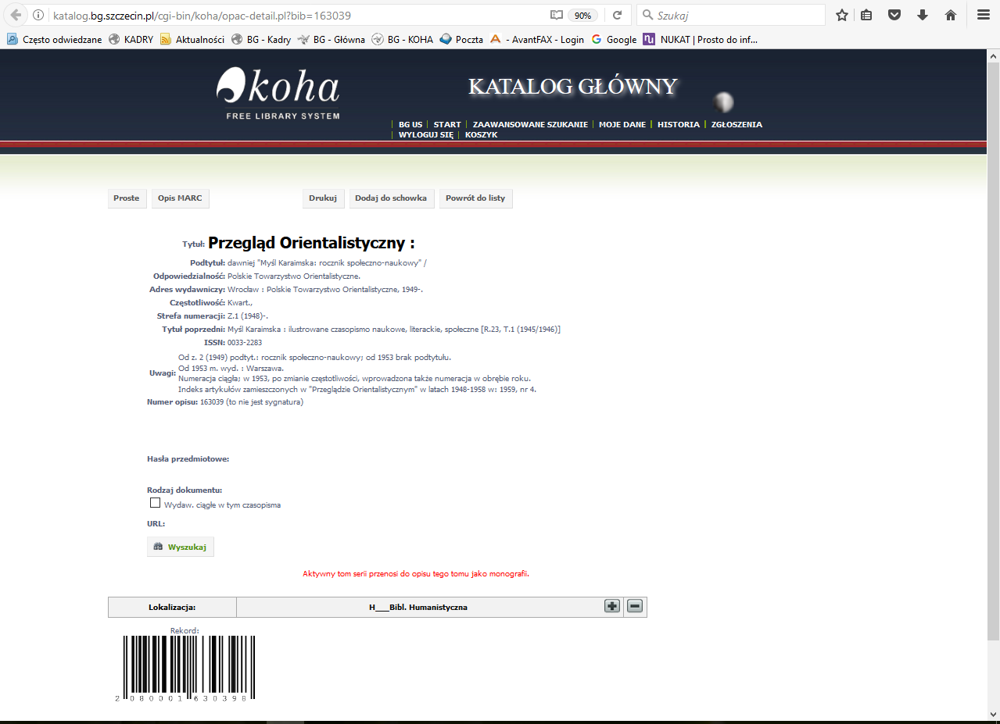 katalog.bg.szczecin.pl/cgi-bin/koha/opac-detail.pl?bib=163039 90% Szukaj
Często odwiedzane KADRY Aktualności BG - Kadry BG - Główna BG - KOHA Poczta - AvantFAX - Login Google NUKAT | Prosto do inf...
koha
FREE LIBRARY SYSTEM
KATALOG GŁÓWNY
| BG US | START | ZAAWANSOWANE SZUKANIE | MOJE DANE | HISTORIA | ZGŁOSZENIA
| WYLOGUJ SIĘ | KOSZYK
Proste Opis MARC Drukuj Dodaj do schowka Powrót do listy
Tytuł: Przegląd Orientalistyczny :
Podtytuł: dawniej "Myśl Karaimska: rocznik społeczno-naukowy" /
Odpowiedzialność: Polskie Towarzystwo Orientalistyczne.
Adres wydawniczy: Wrocław : Polskie Towarzystwo Orientalistyczne, 1949-.
Częstotliwość: Kwart.,
Strefa numeracji: Z.1 (1948)-.
Tytuł poprzedni: Myśl Karaimska : ilustrowane czasopismo naukowe, literackie, społeczne [R.23, T.1 (1945/1946)]
ISSN: 0033-2283
Uwagi: Od z. 2 (1949) podtyt.: rocznik społeczno-naukowy; od 1953 brak podtytułu.
Od 1953 m. wyd. : Warszawa.
Numeracja ciągła; w 1953, po zmianie częstotliwości, wprowadzona także numeracja w obrębie roku.
Indeks artykułów zamieszczonych w "Przeglądzie Orientalistycznym" w latach 1948-1958 w: 1959, nr 4.
Numer opisu: 163039 (to nie jest sygnatura)
Hasła przedmiotowe:
Rodzaj dokumentu:
Wydaw. ciągłe w tym czasopisma
URL:
Wyszukaj
Aktywny tom serii przenosi do opisu tego tomu jako monografii.
Lokalizacja: H___Bibl. Humanistyczna
Rekord:
2 080001 630398